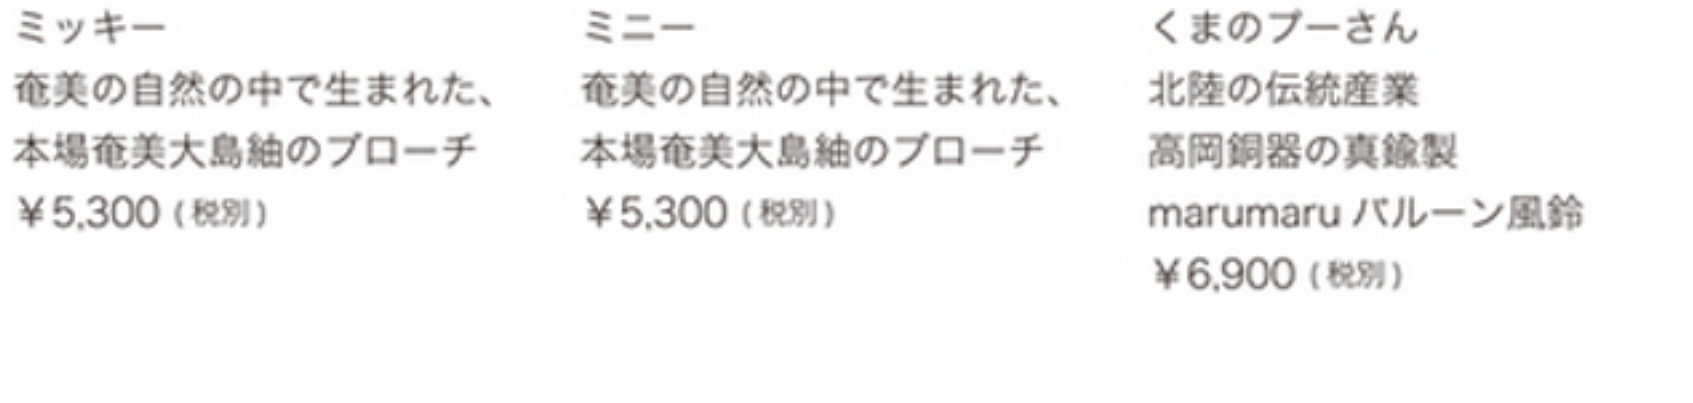 ミッキー
奄美の自然の中で生まれた、
本場奄美大島紬のブローチ
¥5,300 (税別)
ミニー
奄美の自然の中で生まれた、
本場奄美大島紬のブローチ
¥5,300 (税別)
くまのプーさん
北陸の伝統産業
高岡銅器の真鍮製
marumaru バルーン風鈴
¥6,900 (税別)